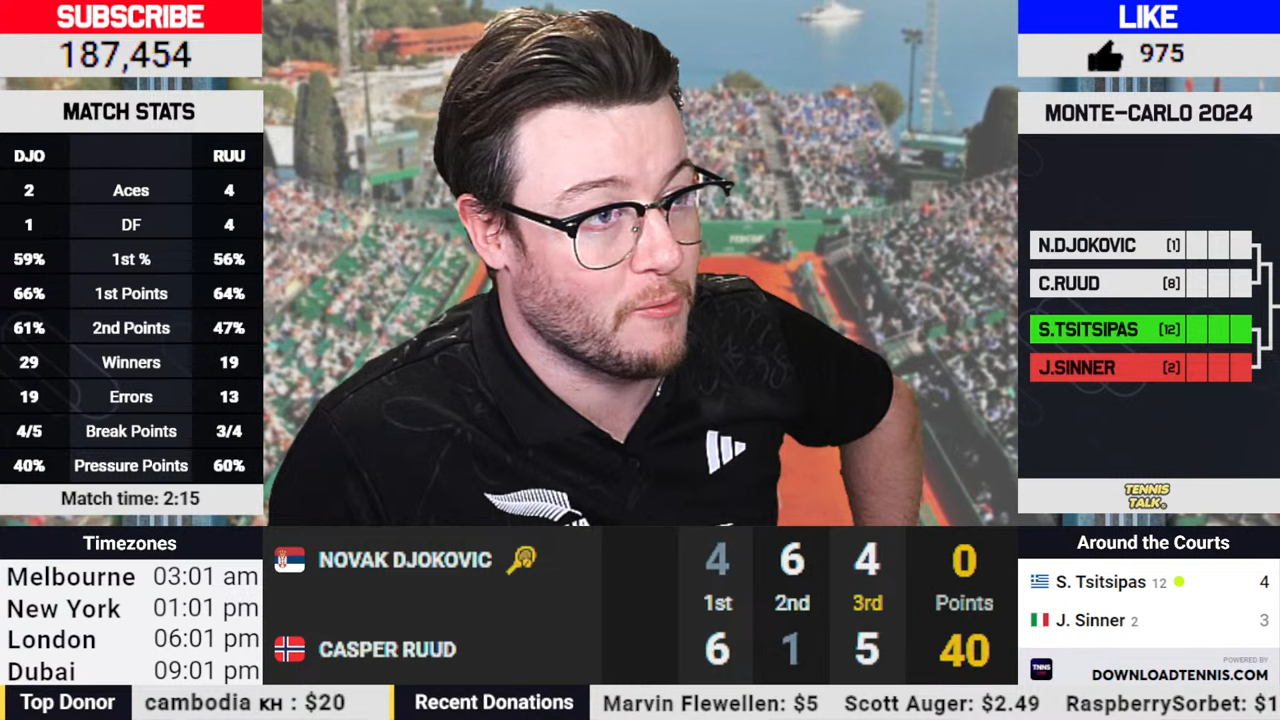 SUBSCRIBE
187,454
MATCH STATS
DJO RUU
2 Aces 4
1 DF 4
59% 1st % 56%
66% 1st Points 64%
61% 2nd Points 47%
29 Winners 19
19 Errors 13
4/5 Break Points 3/4
40% Pressure Points 60%
Match time: 2:15
Timezones
Melbourne 03:01 am
New York 01:01 pm
London 06:01 pm
Dubai 09:01 pm
LIKE
975
MONTE-CARLO 2024
N.DJOKOVIC [1]
C.RUUD [8]
S.TSITSIPAS [12]
J.SINNER [2]
TENNIS
TALK.
Around the Courts
S. Tsitsipas 12 4
J. Sinner 2 3
POWERED BY
TNNS
DOWNLOADTENNIS.COM
NOVAK DJOKOVIC 4 6 4 0
1st 2nd 3rd Points
CASPER RUUD 6 1 5 40
Top Donor cambodia KH : $20 Recent Donations Marvin Flewellen: $5 Scott Auger: $2.49 RaspberrySorbet: $1